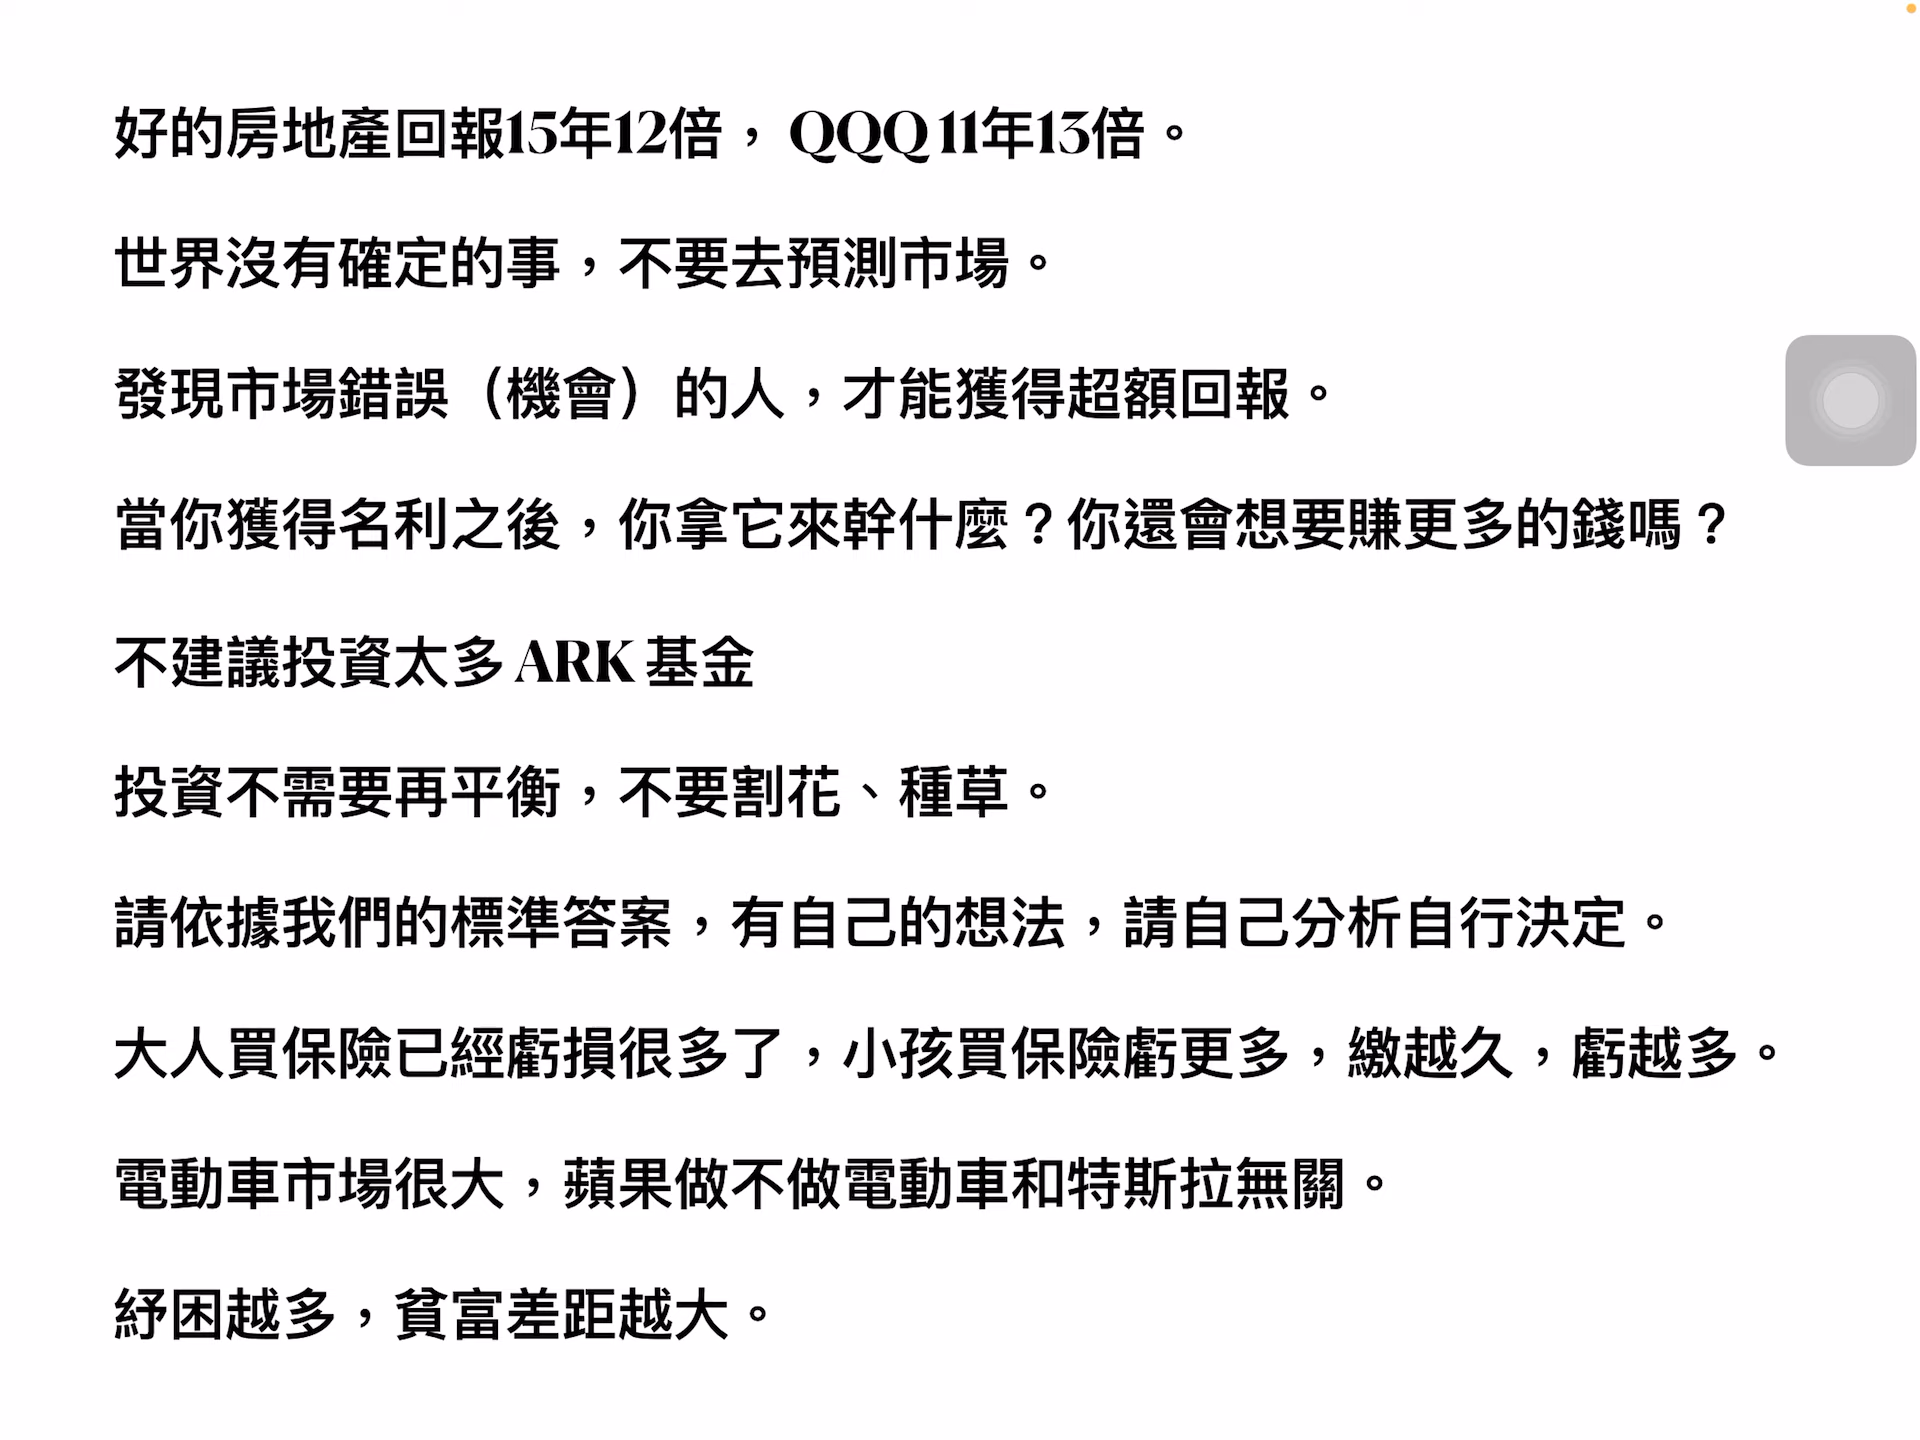 好的房地產回報15年12倍，QQQ 11年13倍。
世界沒有確定的事，不要去預測市場。
發現市場錯誤（機會）的人，才能獲得超額回報。
當你獲得名利之後，你拿它來幹什麼？你還會想要賺更多的錢嗎？
不建議投資太多 ARK 基金
投資不需要再平衡，不要割花、種草。
請依據我們的標準答案，有自己的想法，請自己分析自行決定。
大人買保險已經虧損很多了，小孩買保險虧更多，繳越久，虧越多。
電動車市場很大，蘋果做不做電動車和特斯拉無關。
紓困越多，貧富差距越大。